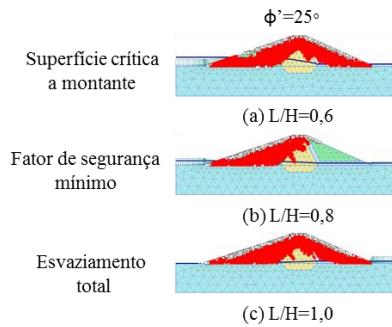 ϕ’=25°
Superfície crítica
a montante
(a) L/H=0,6
Fator de segurança
mínimo
(b) L/H=0,8
Esvaziamento
total
(c) L/H=1,0